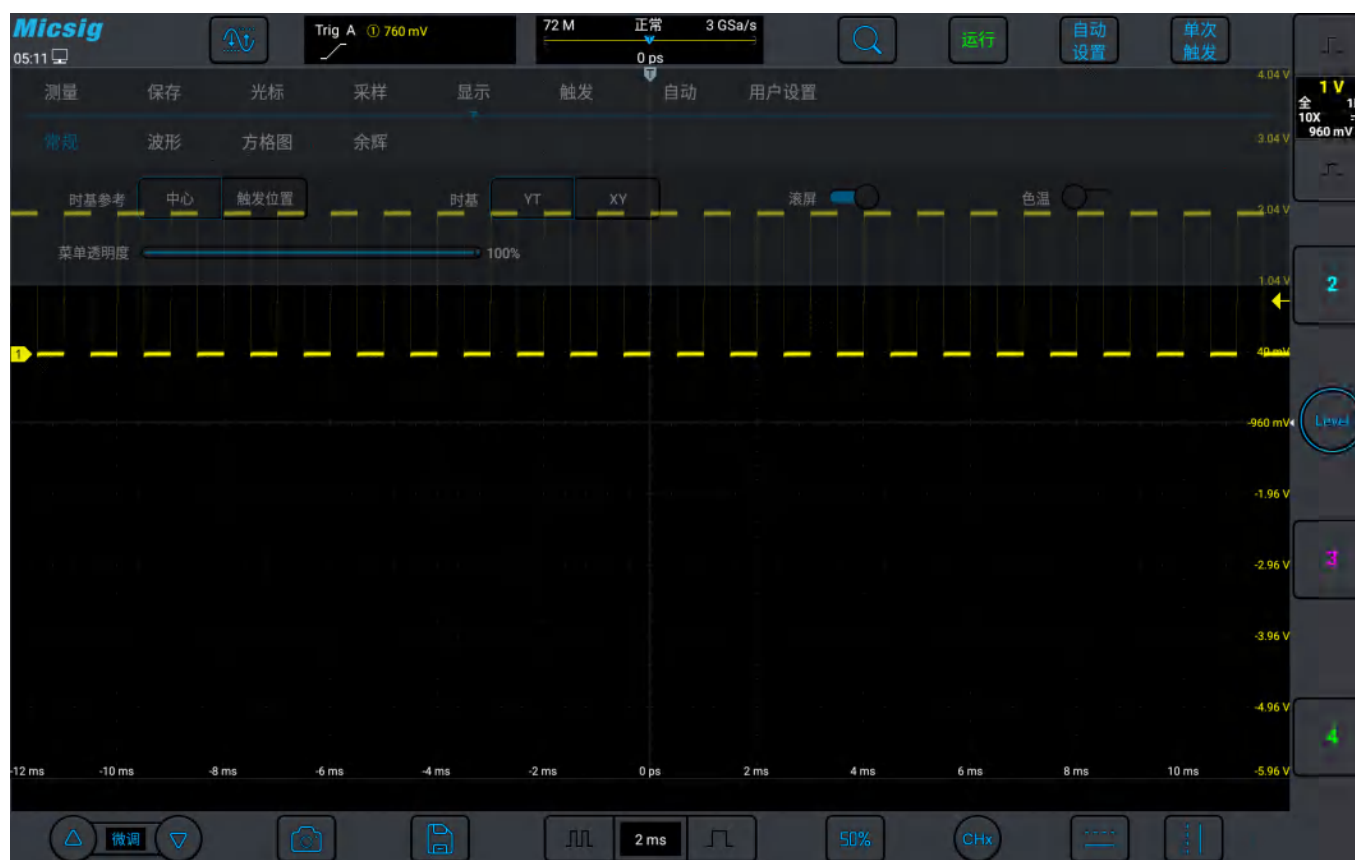 Micsig
05:11
Trig A ① 760 mV
72 M 正常 3 GSa/s
0 ps
运行
自动
设置
单次
触发
T
测量 保存 光标 采样 显示 触发 自动 用户设置
4.04 V
1 V
全
10X
960 mV
常规 波形 方格图 余辉
3.04 V
时基参考 中心 触发位置 时基 YT XY 滚屏 色温
2.04 V
菜单透明度 100%
1.04 V
2
1
40 mV
-960 mV
Level
-1.96 V
-2.96 V
3
-3.96 V
-4.96 V
4
-12 ms -10 ms -8 ms -6 ms -4 ms -2 ms 0 ps 2 ms 4 ms 6 ms 8 ms 10 ms -5.96 V
微调 2 ms 50% CHx